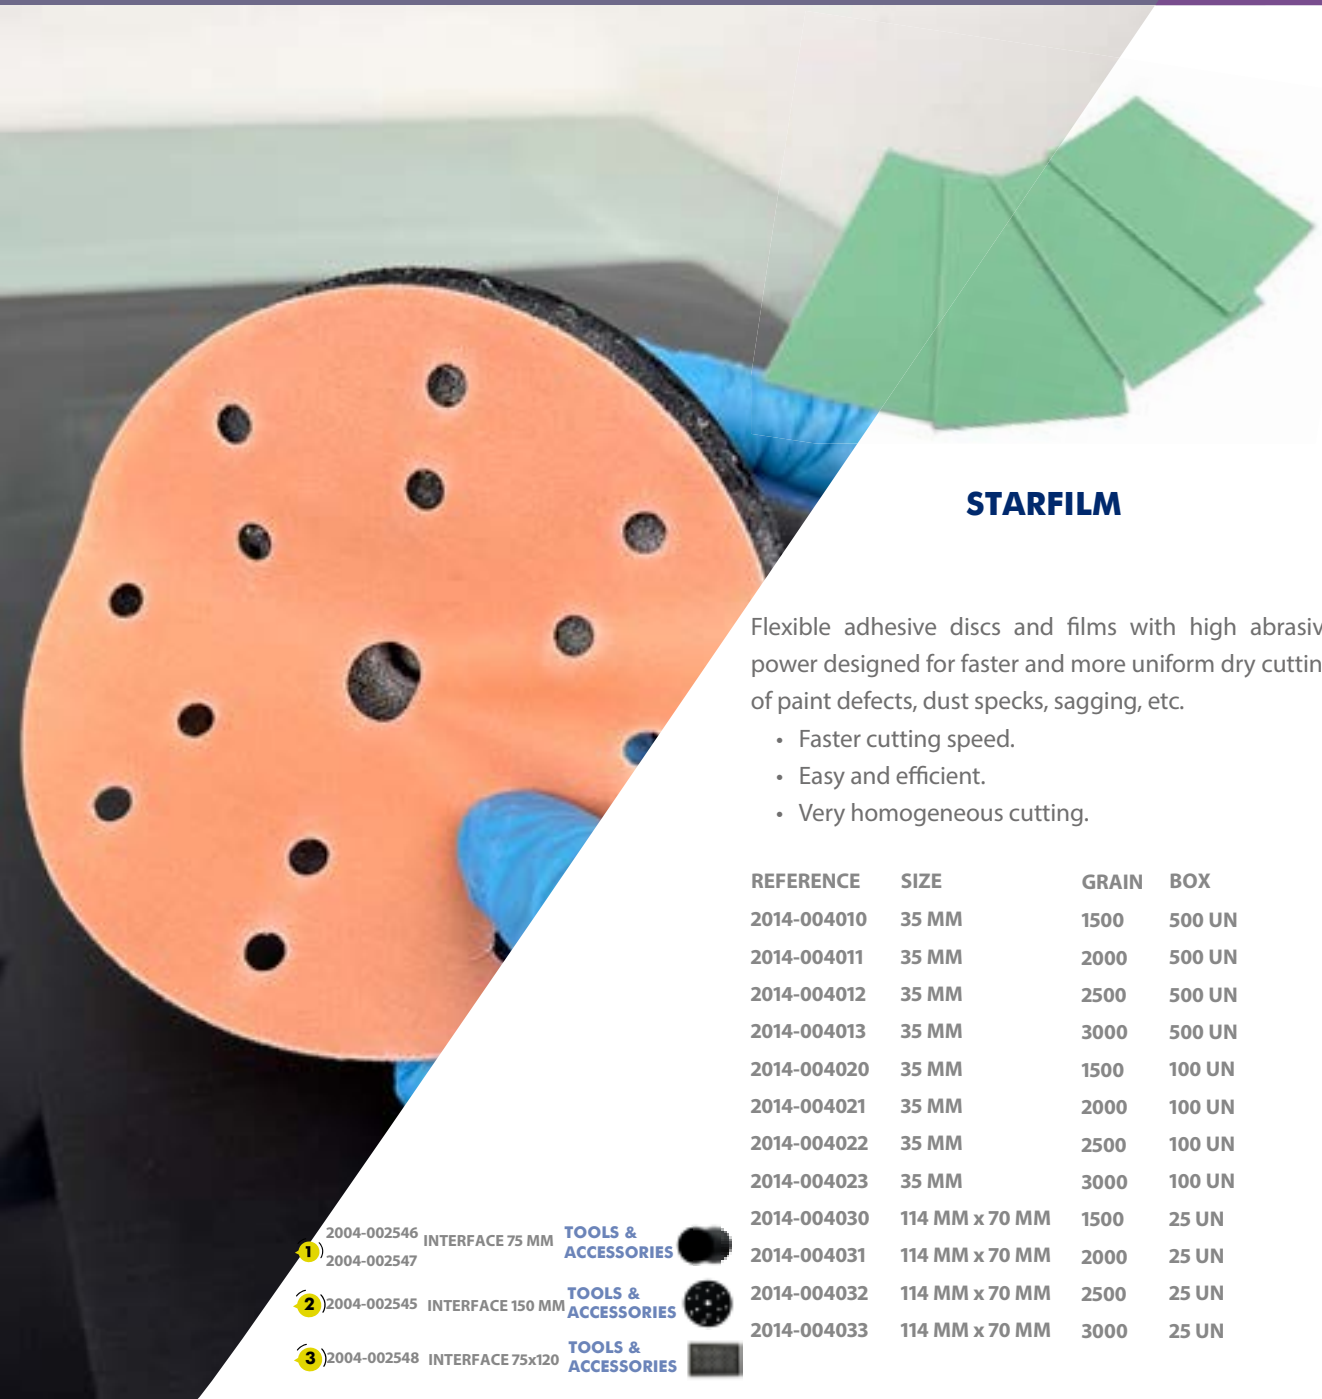 STARFILM
Flexible adhesive discs and films with high abrasiv
power designed for faster and more uniform dry cuttin
of paint defects, dust specks, sagging, etc.
• Faster cutting speed.
• Easy and efficient.
• Very homogeneous cutting.
REFERENCE SIZE GRAIN BOX
2014-004010 35 MM 1500 500 UN
2014-004011 35 MM 2000 500 UN
2014-004012 35 MM 2500 500 UN
2014-004013 35 MM 3000 500 UN
2014-004020 35 MM 1500 100 UN
2014-004021 35 MM 2000 100 UN
2014-004022 35 MM 2500 100 UN
2014-004023 35 MM 3000 100 UN
2014-004030 114 MM x 70 MM 1500 25 UN
2014-004031 114 MM x 70 MM 2000 25 UN
2014-004032 114 MM x 70 MM 2500 25 UN
2014-004033 114 MM x 70 MM 3000 25 UN
1 2004-002546 INTERFACE 75 MM TOOLS &
2004-002547 ACCESSORIES
2 2004-002545 INTERFACE 150 MM TOOLS &
ACCESSORIES
3 2004-002548 INTERFACE 75x120 TOOLS &
ACCESSORIES